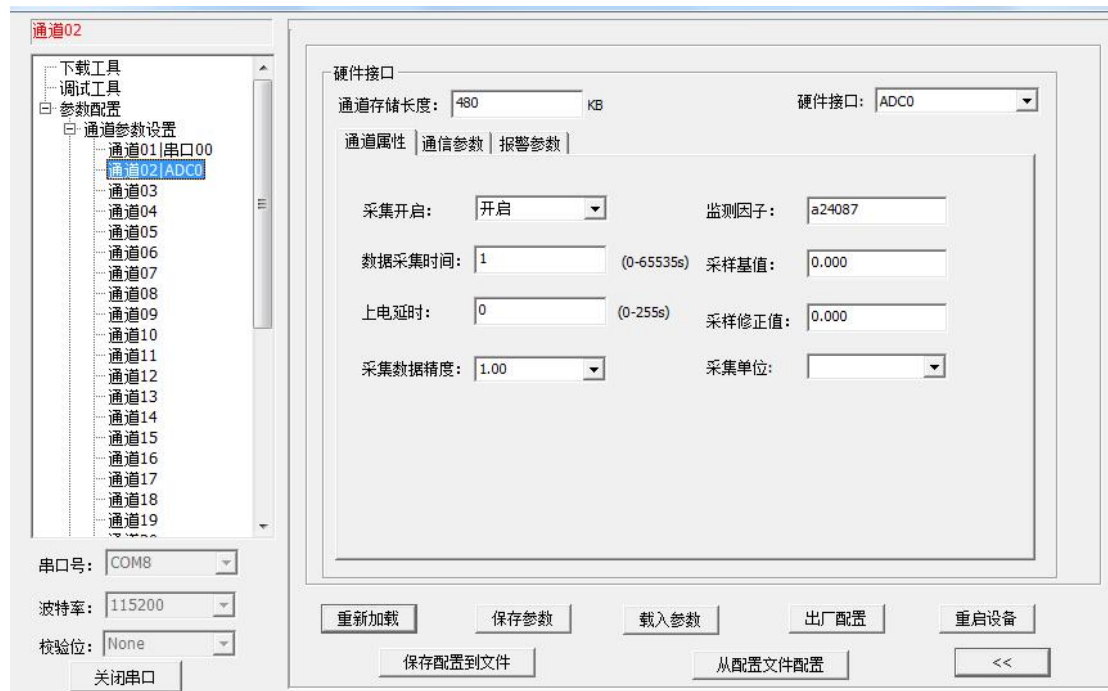 通道02
下载工具
调试工具
参数配置
通道参数设置
通道01|串口00
通道02|ADC0
通道03
通道04
通道05
通道06
通道07
通道08
通道09
通道10
通道11
通道12
通道13
通道14
通道15
通道16
通道17
通道18
通道19
串口号： COM8
波特率： 115200
校验位： None
关闭串口
硬件接口
通道存储长度： 480 KB 硬件接口： ADC0
通道属性 通信参数 报警参数
采集开启： 开启 监测因子： a24087
数据采集时间： 1 (0-65535s) 采样基值： 0.000
上电延时： 0 (0-255s) 采样修正值： 0.000
采集数据精度： 1.00 采集单位:
重新加载 保存参数 载入参数 出厂配置 重启设备
保存配置到文件 从配置文件配置 <<